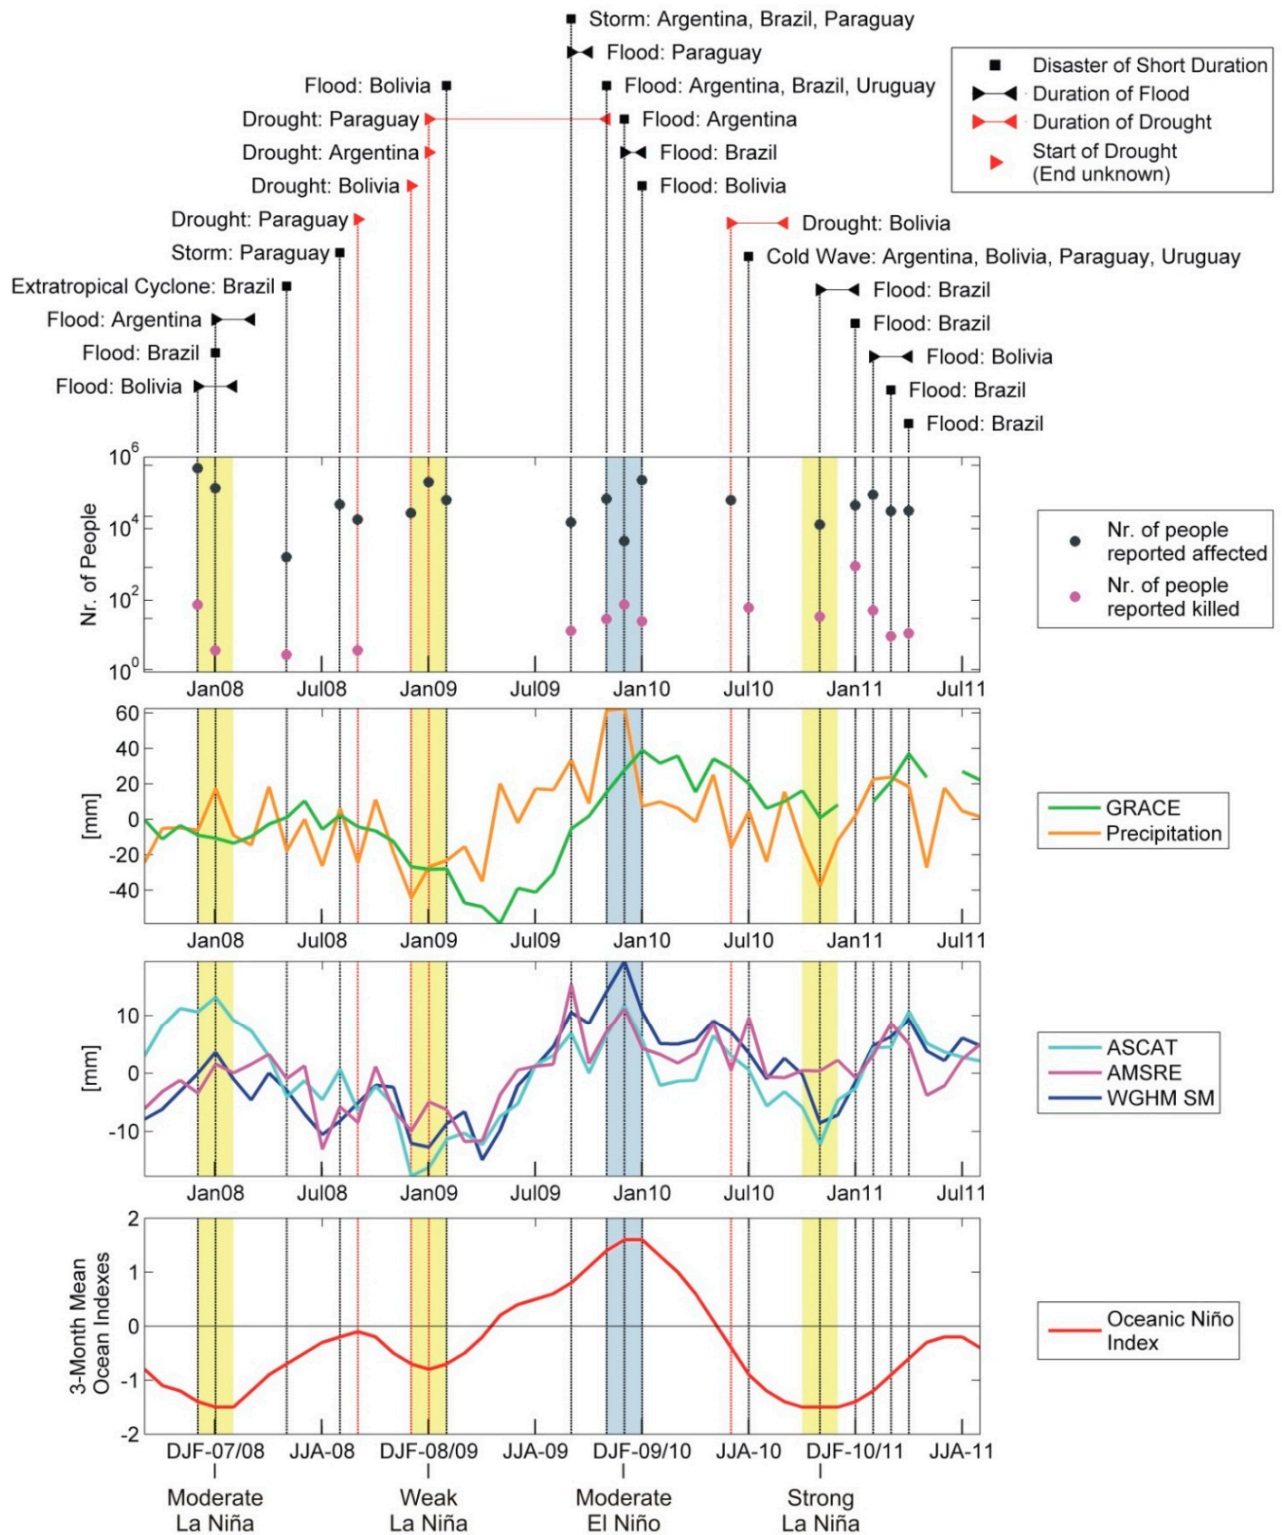 Storm: Argentina, Brazil, Paraguay
Flood: Paraguay
Flood: Bolivia
Flood: Argentina, Brazil, Uruguay
Drought: Paraguay
Flood: Argentina
Drought: Argentina
Flood: Brazil
Drought: Bolivia
Flood: Bolivia
Drought: Paraguay
Drought: Bolivia
Storm: Paraguay
Cold Wave: Argentina, Bolivia, Paraguay, Uruguay
Extratropical Cyclone: Brazil
Flood: Brazil
Flood: Argentina
Flood: Brazil
Flood: Brazil
Flood: Bolivia
Flood: Bolivia
Flood: Brazil
Flood: Brazil
Disaster of Short Duration
Duration of Flood
Duration of Drought
Start of Drought
(End unknown)
Nr. of People
10^6
10^4
10^2
10^0
Jan08 Jul08 Jan09 Jul09 Jan10 Jul10 Jan11 Jul11
Nr. of people
reported affected
Nr. of people
reported killed
[mm]
60
40
20
0
-20
-40
Jan08 Jul08 Jan09 Jul09 Jan10 Jul10 Jan11 Jul11
GRACE
Precipitation
[mm]
10
0
-10
Jan08 Jul08 Jan09 Jul09 Jan10 Jul10 Jan11 Jul11
ASCAT
AMSRE
WGHM SM
3-Month Mean
Ocean Indexes
2
1
0
-1
-2
DJF-07/08 JJA-08 DJF-08/09 JJA-09 DJF-09/10 JJA-10 DJF-10/11 JJA-11
Oceanic Niño
Index
Moderate
La Niña
Weak
La Niña
Moderate
El Niño
Strong
La Niña